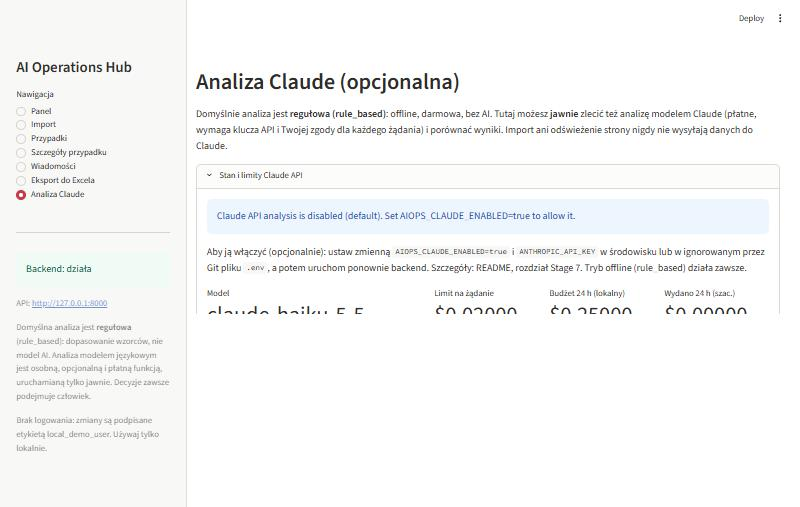 Deploy
AI Operations Hub
Nawigacja
Panel
Import
Przypadki
Szczegóły przypadku
Wiadomości
Eksport do Excela
Analiza Claude
Backend: działa
API: http://127.0.0.1:8000
Domyślna analiza jest regułowa
(rule_based): dopasowanie wzorców, nie
model AI. Analiza modelem językowym
jest osobną, opcjonalną i płatną funkcją,
uruchamianą tylko jawnie. Decyzje zawsze
podejmuje człowiek.
Brak logowania: zmiany są podpisane
etykietą local_demo_user. Używaj tylko
lokalnie.
Analiza Claude (opcjonalna)
Domyślnie analiza jest regułowa (rule_based): offline, darmowa, bez AI. Tutaj możesz jawnie zlecić też analizę modelem Claude (płatne,
wymaga klucza API i Twojej zgody dla każdego żądania) i porównać wyniki. Import ani odświeżenie strony nigdy nie wysyłają danych do
Claude.
Stan i limity Claude API
Claude API analysis is disabled (default). Set AIOPS_CLAUDE_ENABLED=true to allow it.
Aby ją włączyć (opcjonalnie): ustaw zmienną AIOPS_CLAUDE_ENABLED=true i ANTHROPIC_API_KEY w środowisku lub w ignorowanym przez
Git pliku .env , a potem uruchom ponownie backend. Szczegóły: README, rozdział Stage 7. Tryb offline (rule_based) działa zawsze.
Model Limit na żądanie Budżet 24 h (lokalny) Wydano 24 h (szac.)